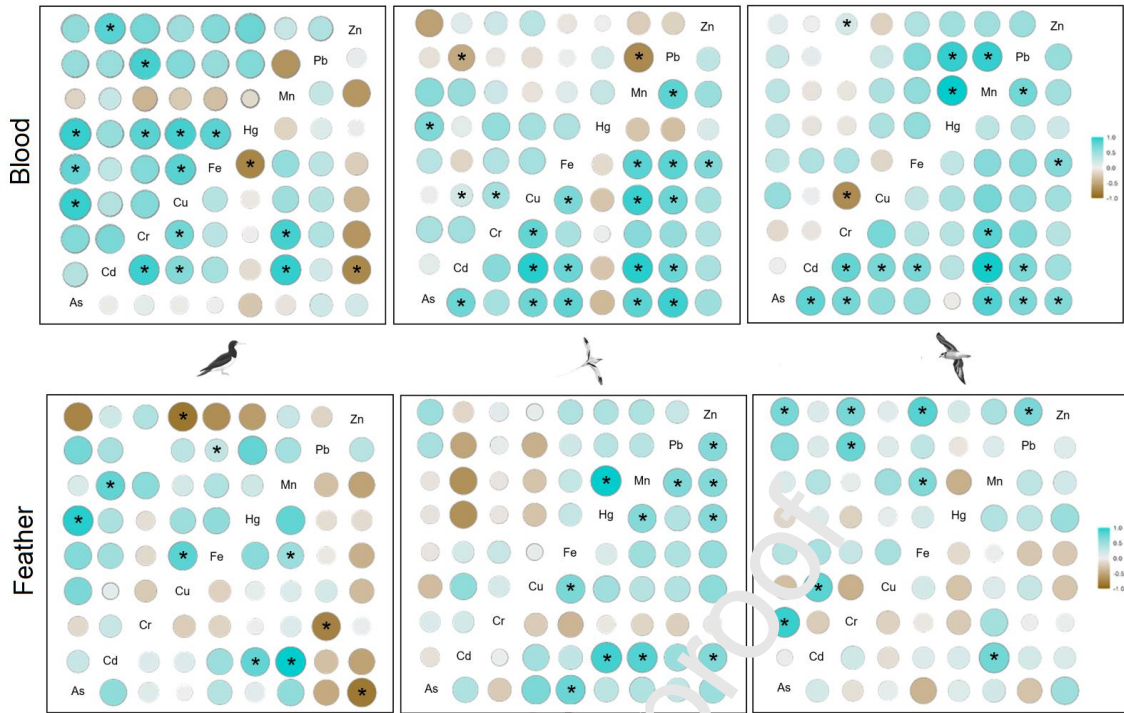 Blood
Zn
Pb
Mn
Hg
Fe
Cu
Cr
Cd
As
Zn
Pb
Mn
Hg
Fe
Cu
Cr
Cd
As
Zn
Pb
Mn
Hg
Fe
Cu
Cr
Cd
As
1.0
0.5
0.0
-0.5
-1.0
Feather
Zn
Pb
Mn
Hg
Fe
Cu
Cr
Cd
As
Zn
Pb
Mn
Hg
Fe
Cu
Cr
Cd
As
Zn
Pb
Mn
Hg
Fe
Cu
Cr
Cd
As
1.0
0.5
0.0
-0.5
-1.0
proof